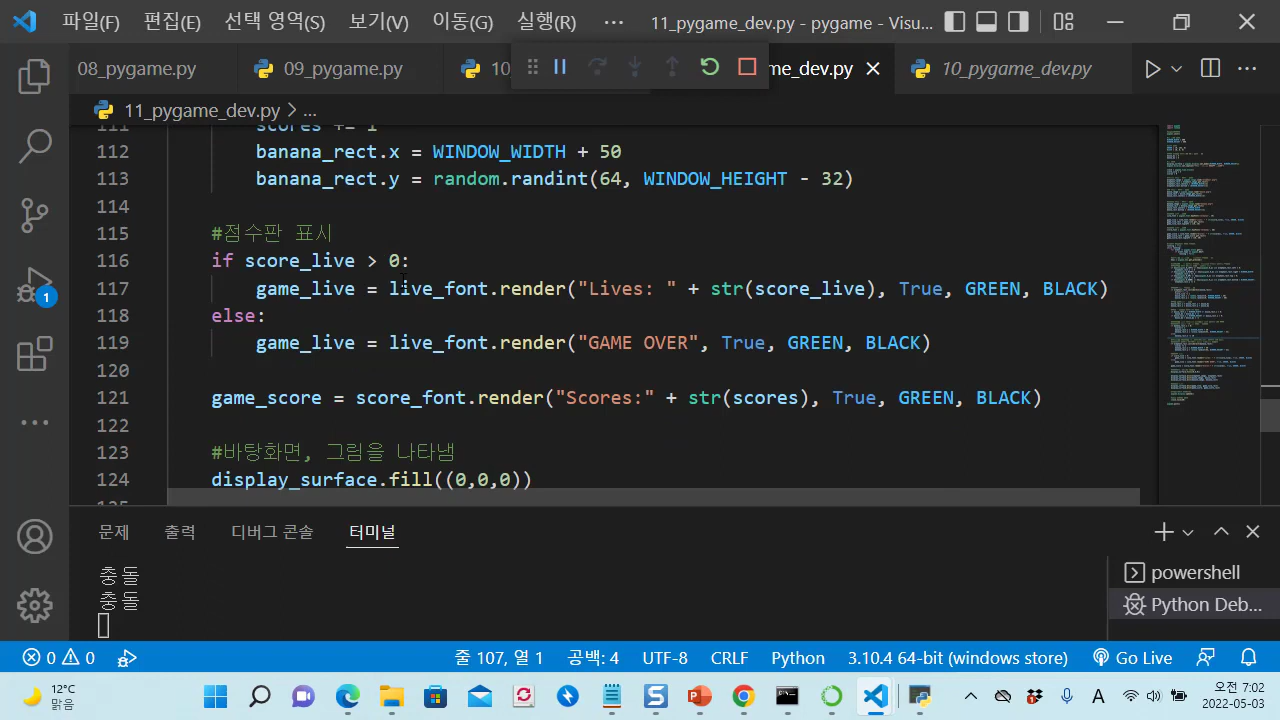 파일(F) 편집(E) 선택 영역(S) 보기(V) 이동(G) 실행(R) ··· 11_pygame_dev.py - pygame - Visu...
08_pygame.py 09_pygame.py 10 me_dev.py 10_pygame_dev.py
11_pygame_dev.py > ...
111 scores += 1
112 banana_rect.x = WINDOW_WIDTH + 50
113 banana_rect.y = random.randint(64, WINDOW_HEIGHT - 32)
114
115 #점수판 표시
116 if score_live > 0:
117 game_live = live_font.render("Lives: " + str(score_live), True, GREEN, BLACK)
118 else:
119 game_live = live_font.render("GAME OVER", True, GREEN, BLACK)
120
121 game_score = score_font.render("Scores:" + str(scores), True, GREEN, BLACK)
122
123 #바탕화면, 그림을 나타냄
124 display_surface.fill((0,0,0))
1
문제 출력 디버그 콘솔 터미널
충돌
충돌
powershell
Python Deb...
0 0 줄 107, 열 1 공백: 4 UTF-8 CRLF Python 3.10.4 64-bit (windows store) Go Live
12°C
맑음
A
오전 7:02
2022-05-03